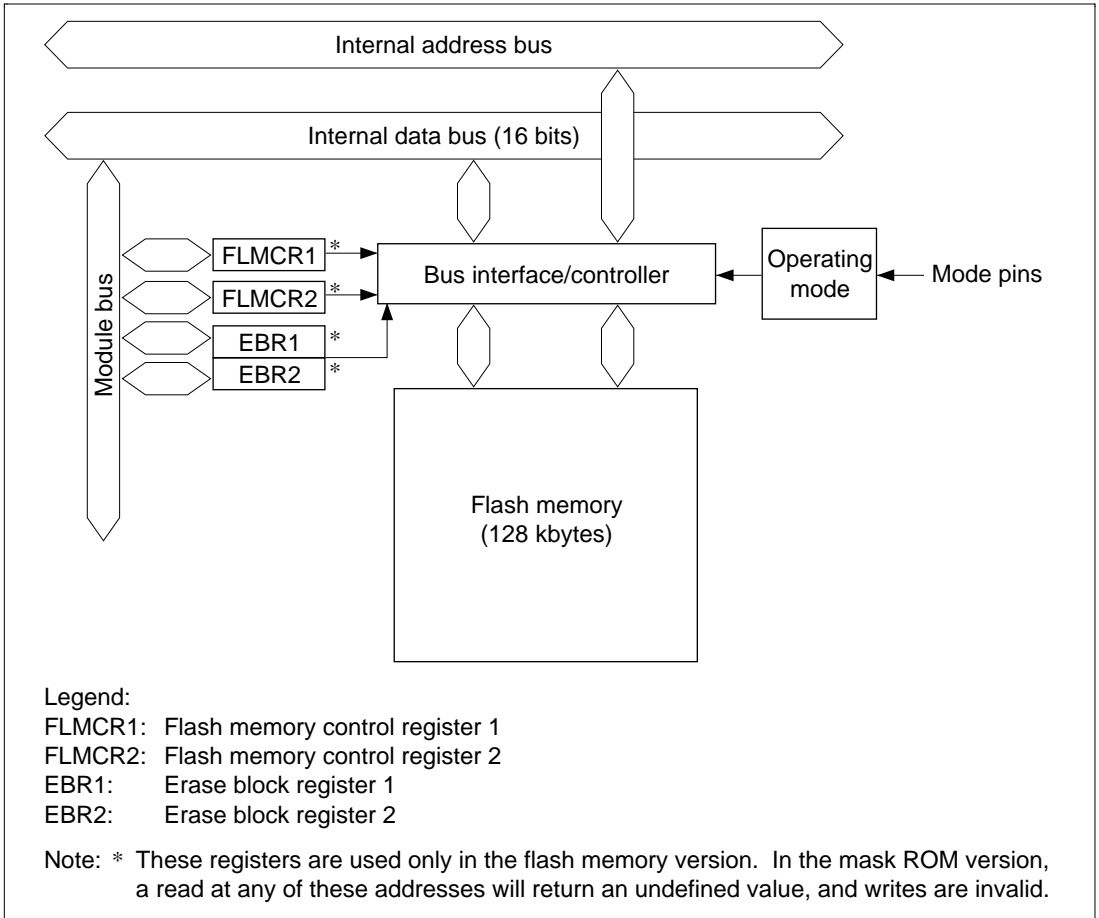 Internal address bus
Internal data bus (16 bits)
Module bus
FLMCR1 *
FLMCR2 *
EBR1 *
EBR2 *
Bus interface/controller
Operating
mode
Mode pins
Flash memory
(128 kbytes)
Legend:
FLMCR1: Flash memory control register 1
FLMCR2: Flash memory control register 2
EBR1: Erase block register 1
EBR2: Erase block register 2
Note: * These registers are used only in the flash memory version. In the mask ROM version,
a read at any of these addresses will return an undefined value, and writes are invalid.